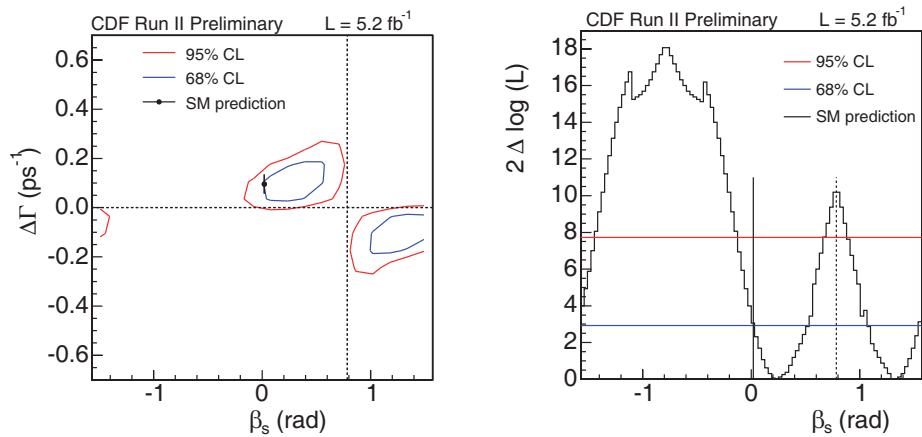 CDF Run II Preliminary L = 5.2 fb⁻¹
95% CL
68% CL
SM prediction
ΔΓ (ps⁻¹)
0.6
0.4
0.2
0.0
-0.2
-0.4
-0.6
-1 0 1
βₛ (rad)
CDF Run II Preliminary L = 5.2 fb⁻¹
95% CL
68% CL
SM prediction
2 Δ log (L)
18
16
14
12
10
8
6
4
2
0
-1 0 1
βₛ (rad)